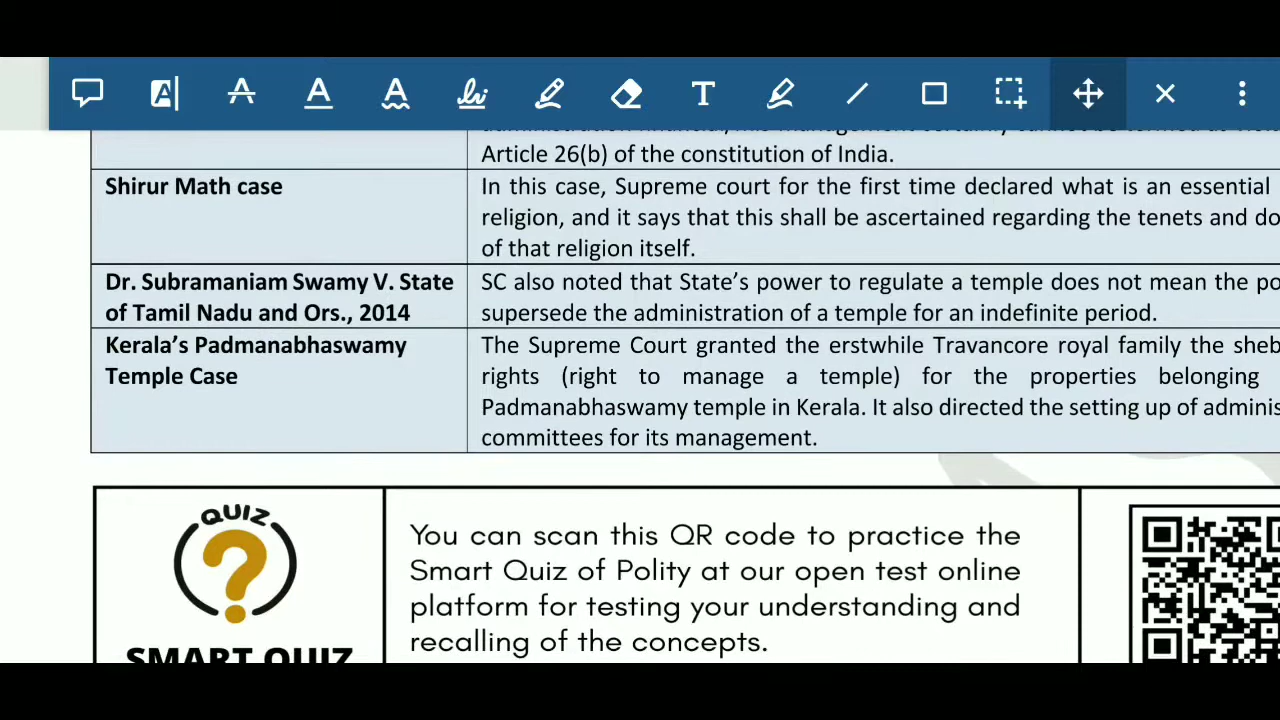 Article 26(b) of the constitution of India.
Shirur Math case
In this case, Supreme court for the first time declared what is an essential
religion, and it says that this shall be ascertained regarding the tenets and do
of that religion itself.
Dr. Subramaniam Swamy V. State
of Tamil Nadu and Ors., 2014
SC also noted that State’s power to regulate a temple does not mean the po
supersede the administration of a temple for an indefinite period.
Kerala’s Padmanabhaswamy
Temple Case
The Supreme Court granted the erstwhile Travancore royal family the sheb
rights (right to manage a temple) for the properties belonging
Padmanabhaswamy temple in Kerala. It also directed the setting up of adminis
committees for its management.
QUIZ
SMART QUIZ
You can scan this QR code to practice the
Smart Quiz of Polity at our open test online
platform for testing your understanding and
recalling of the concepts.